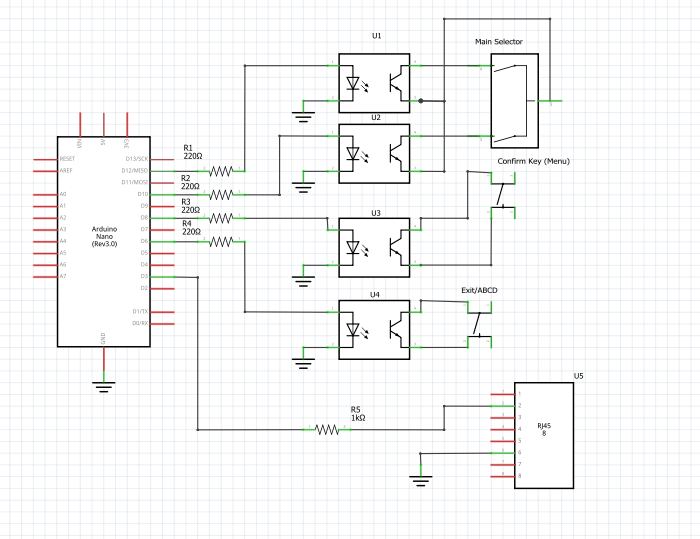 U1
Main Selector
U2
Confirm Key (Menu)
VIN
5V
3V3
R1
220Ω
R2
220Ω
R3
220Ω
R4
220Ω
RESET
AREF
A0
A1
A2
A3
A4
A5
A6
A7
Arduino
Nano
(Rev3.0)
D13/SCK
D12/MISO
D11/MOSI
D10
D9
D8
D7
D6
D5
D4
D3
D2
D1/TX
D0/RX
GND
U3
U4
Exit/ABCD
R5
1kΩ
U5
RJ45
8
1
2
3
4
5
6
7
8